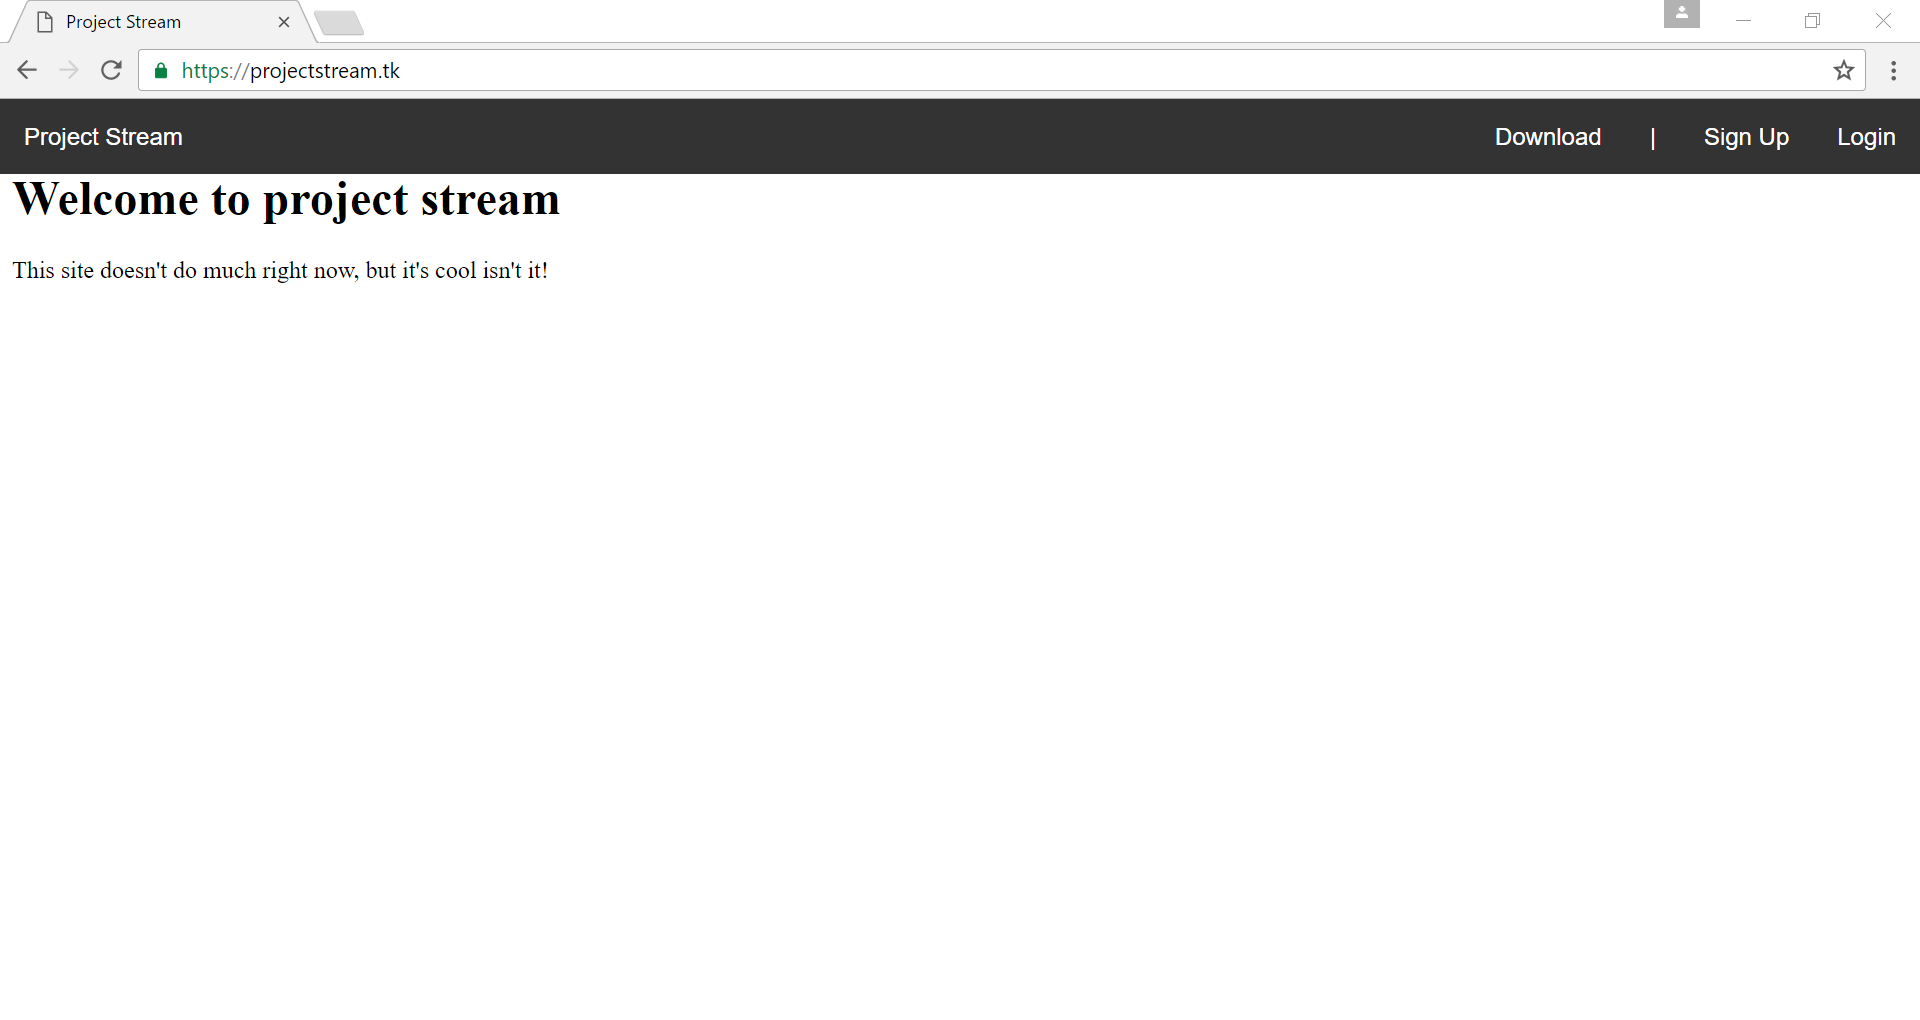 Project Stream
https://projectstream.tk
Project Stream Download | Sign Up Login
Welcome to project stream
This site doesn't do much right now, but it's cool isn't it!